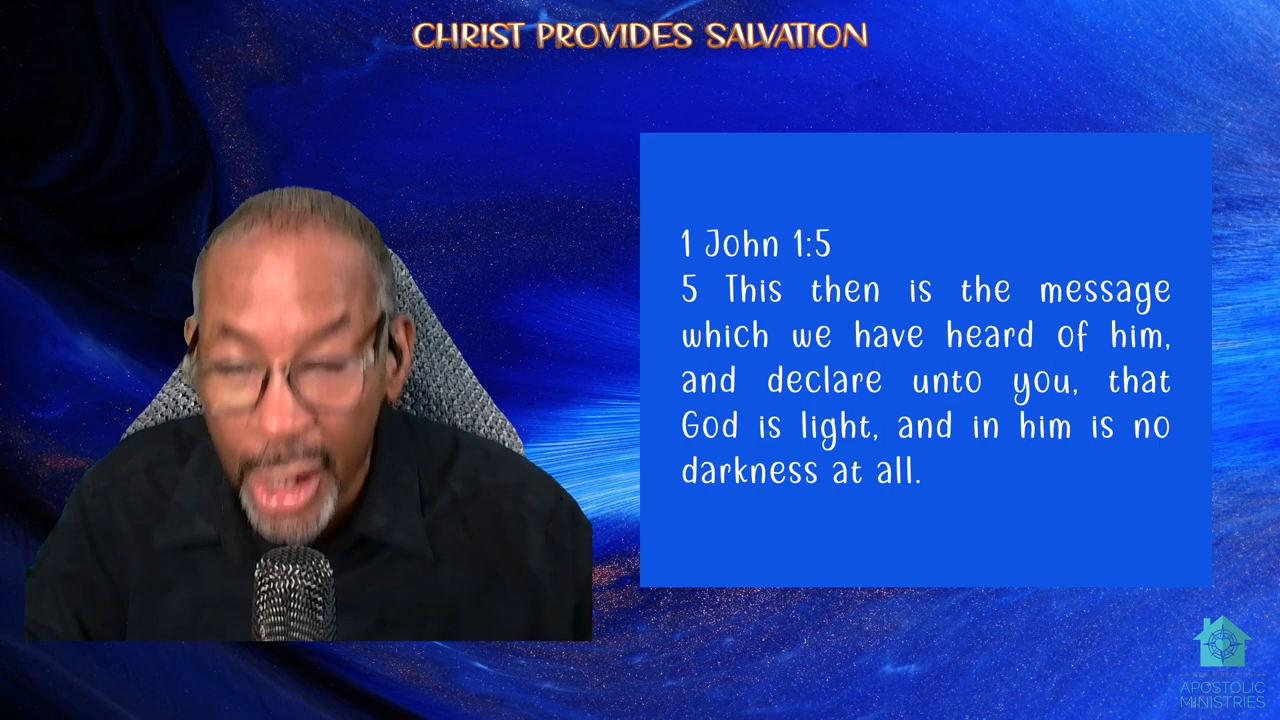 CHRIST PROVIDES SALVATION
1 John 1:5
5 This then is the message
which we have heard of him,
and declare unto you, that
God is light, and in him is no
darkness at all.
APOSTOLIC
MINISTRIES